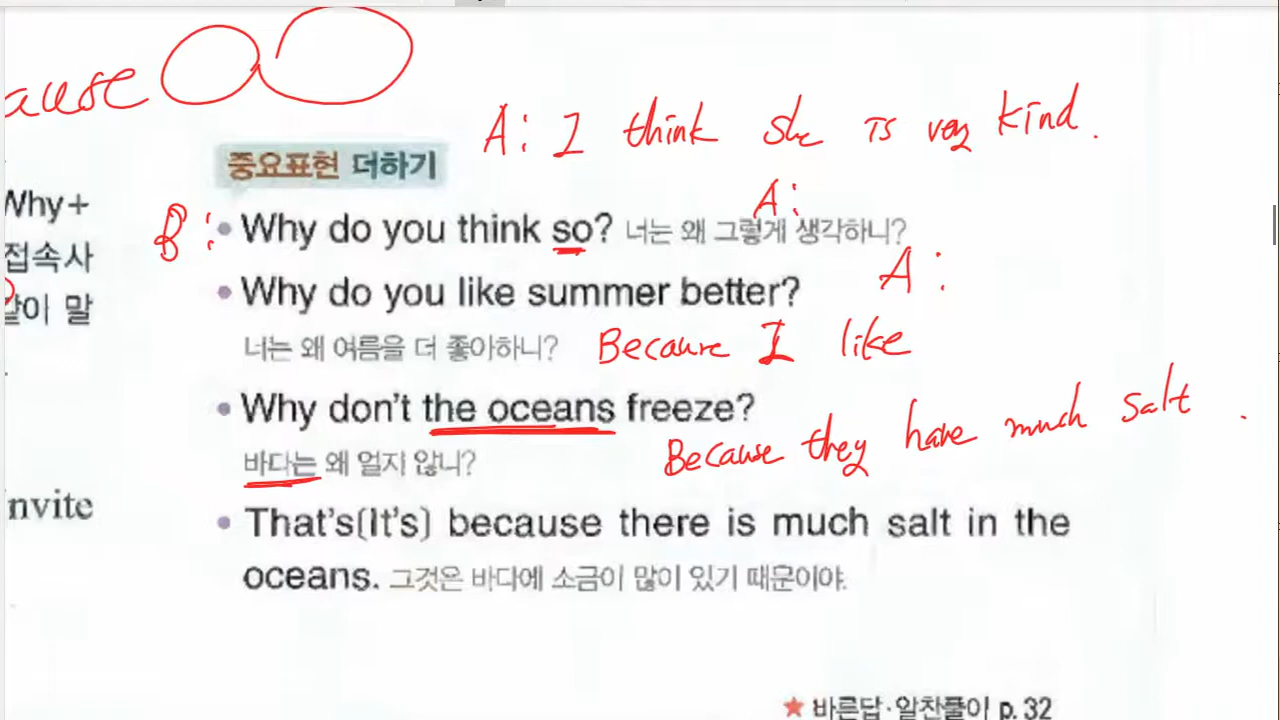 ause
A: I think she is very kind.
중요표현 더하기
Why+
접속사
같이 말
A:
B: • Why do you think so? 너는 왜 그렇게 생각하니?
A:
• Why do you like summer better?
너는 왜 여름을 더 좋아하니? Because I like
• Why don't the oceans freeze?
바다는 왜 얼지 않니? Because they have much salt.
nvite
• That's(It's) because there is much salt in the
oceans. 그것은 바다에 소금이 많이 있기 때문이야.
★ 바른답·알찬풀이 p. 32